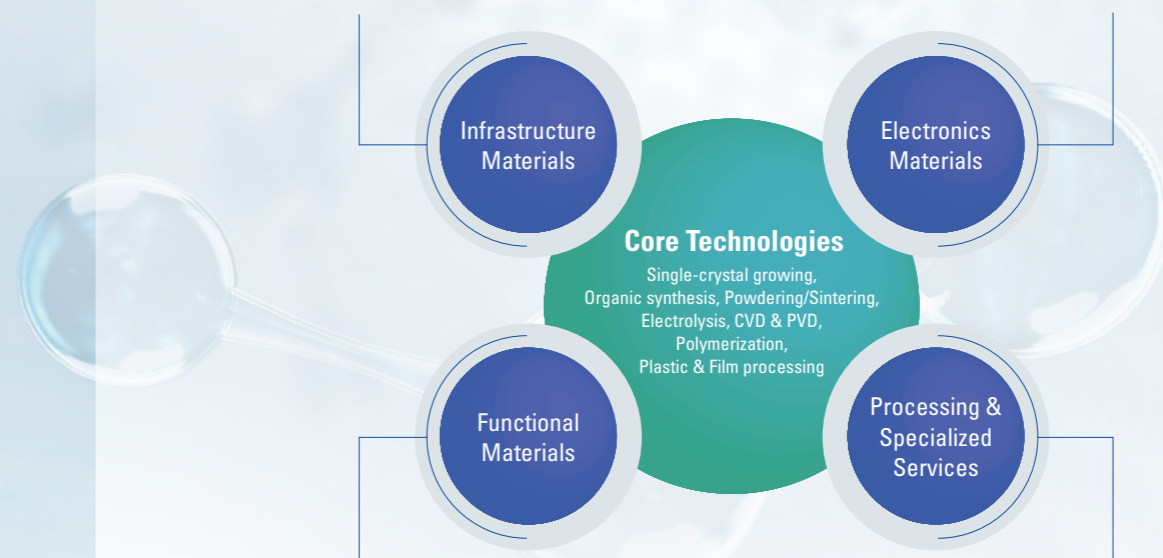 Infrastructure
Materials
Electronics
Materials
Core Technologies
Single-crystal growing,
Organic synthesis, Powdering/Sintering,
Electrolysis, CVD & PVD,
Polymerization,
Plastic & Film processing
Functional
Materials
Processing &
Specialized
Services